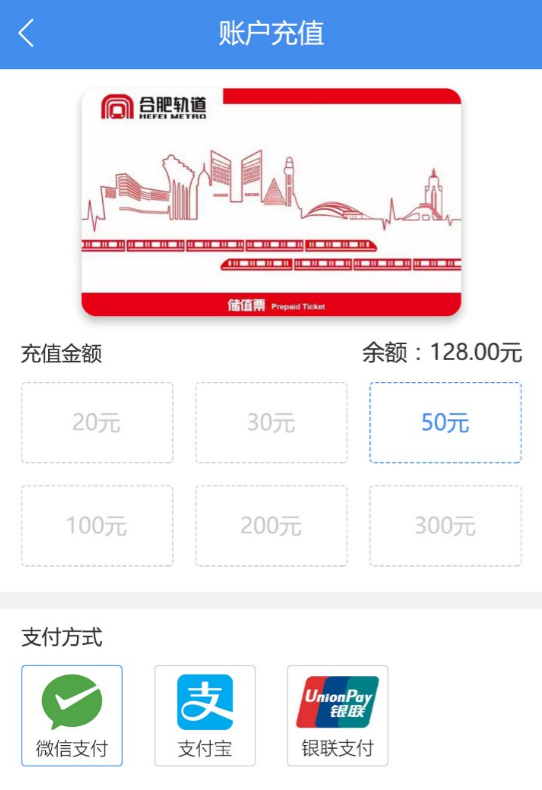 账户充值
合肥轨道
HEFEI METRO
储值票 Prepaid Ticket
充值金额 余额：128.00元
20元 30元 50元
100元 200元 300元
支付方式
支
UnionPay
银联
微信支付 支付宝 银联支付